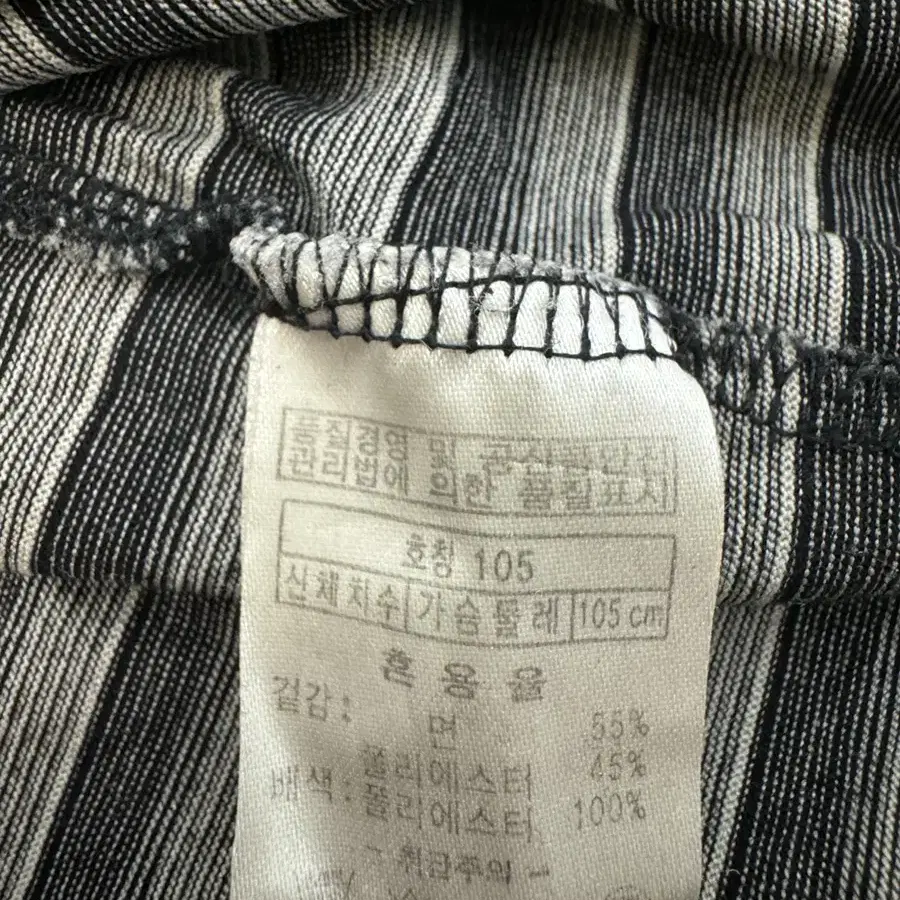 품질경영 및 공산품안전
관리법에 의한 품질표시
호칭 105
신체치수 가슴둘레 105 cm.
혼용율
겉감: 면 55%
폴리에스터 45%
배색: 폴리에스터 100%
- 취급주의 -